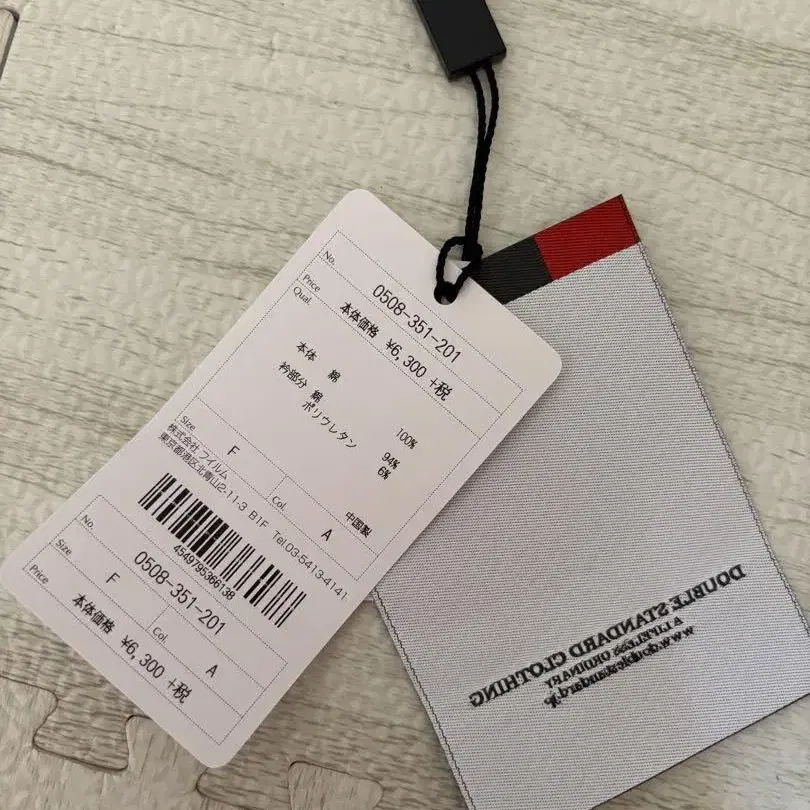 No. 0508-351-201
Price 本体価格 ¥6,300 +税
Qual.
本体 綿 100%
衿部分 綿 94%
ポリウレタン 6%
中国製
Size F Col. A
株式会社 フイルム
東京都港区北青山2-11-3 B1F Tel.03-5413-4141
4549795366138
No. 0508-351-201
Size F Col. A
Price 本体価格 ¥6,300 +税
DOUBLE STANDARD CLOTHING
A LIFELESS ORDINARY
www.doublestandard.jp